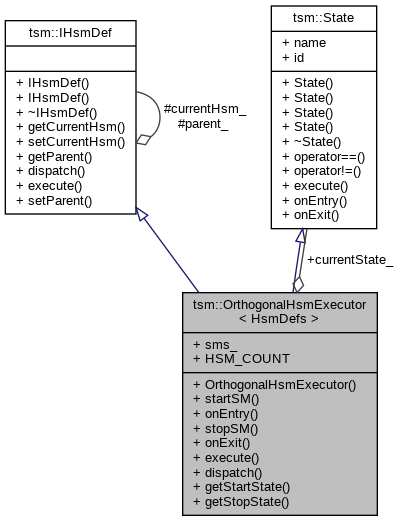 tsm::IHsmDef
+ IHsmDef()
+ IHsmDef()
+ ~IHsmDef()
+ getCurrentHsm()
+ setCurrentHsm()
+ getParent()
+ dispatch()
+ execute()
+ setParent()
#currentHsm_
#parent_
tsm::State
+ name
+ id
+ State()
+ State()
+ State()
+ State()
+ ~State()
+ operator==()
+ operator!=()
+ execute()
+ onEntry()
+ onExit()
+currentState_
tsm::OrthogonalHsmExecutor
< HsmDefs >
+ sms_
+ HSM_COUNT
+ OrthogonalHsmExecutor()
+ startSM()
+ onEntry()
+ stopSM()
+ onExit()
+ execute()
+ dispatch()
+ getStartState()
+ getStopState()